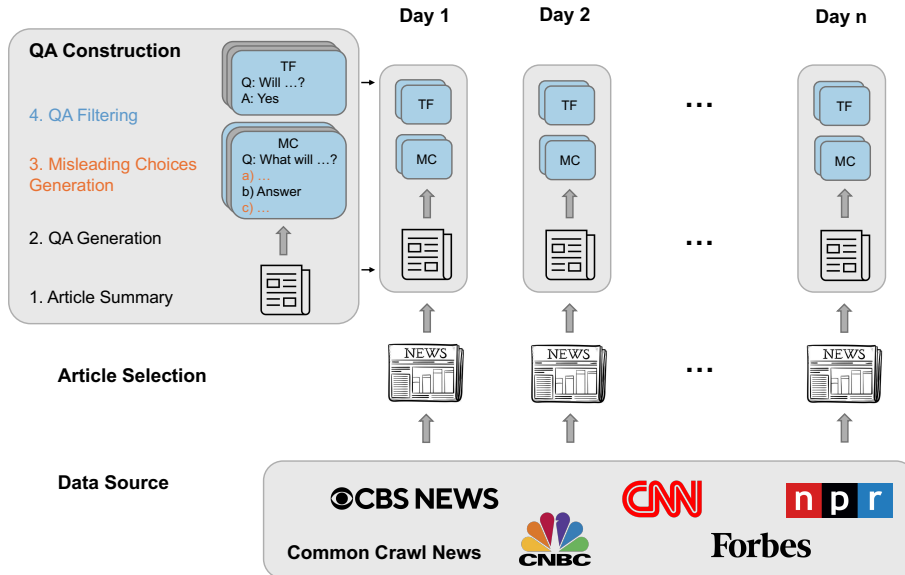 Day 1
Day 2
Day n
QA Construction
TF
Q: Will ...?
A: Yes
4. QA Filtering
MC
Q: What will ...?
a) ...
b) Answer
c) ...
3. Misleading Choices
Generation
2. QA Generation
1. Article Summary
TF
TF
...
TF
MC
MC
MC
...
NEWS
NEWS
...
NEWS
Article Selection
Data Source
CBS NEWS
CNN
npr
Common Crawl News
CNBC
Forbes